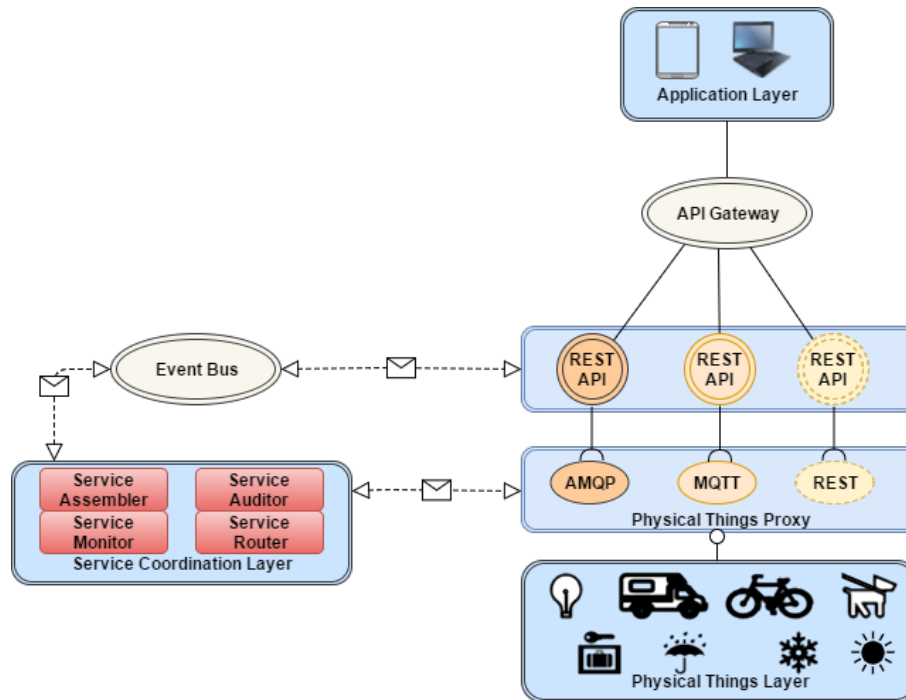 Application Layer
API Gateway
REST
API
REST
API
REST
API
Event Bus
Service
Assembler
Service
Auditor
Service
Monitor
Service
Router
Service Coordination Layer
AMQP
MQTT
REST
Physical Things Proxy
Physical Things Layer